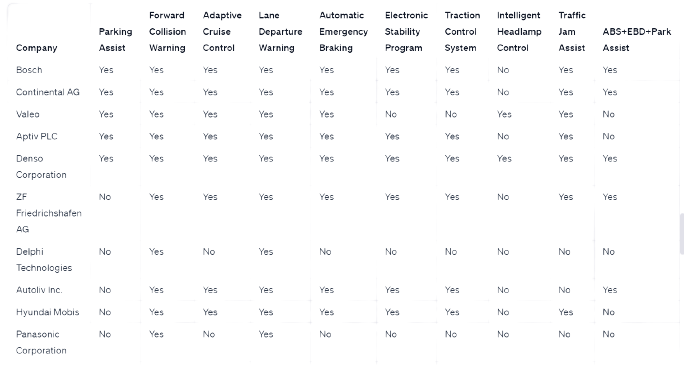 Company Parking Assist Forward Collision Warning Adaptive Cruise Control Lane Departure Warning Automatic Emergency Braking Electronic Stability Program Traction Control System Intelligent Headlamp Control Traffic Jam Assist ABS+EBD+Park Assist
Bosch Yes Yes Yes Yes Yes Yes Yes No Yes Yes
Continental AG Yes Yes Yes Yes Yes Yes Yes No Yes Yes
Valeo Yes Yes Yes Yes Yes No No Yes Yes No
Aptiv PLC Yes Yes Yes Yes Yes Yes Yes No Yes No
Denso Corporation Yes Yes Yes Yes Yes Yes Yes Yes Yes Yes
ZF Friedrichshafen AG No Yes Yes Yes Yes Yes Yes No Yes Yes
Delphi Technologies No Yes No Yes No No No No No No
Autoliv Inc. No Yes Yes Yes Yes Yes Yes No No Yes
Hyundai Mobis No Yes Yes Yes Yes Yes Yes No Yes No
Panasonic Corporation No Yes No Yes No No No No No No